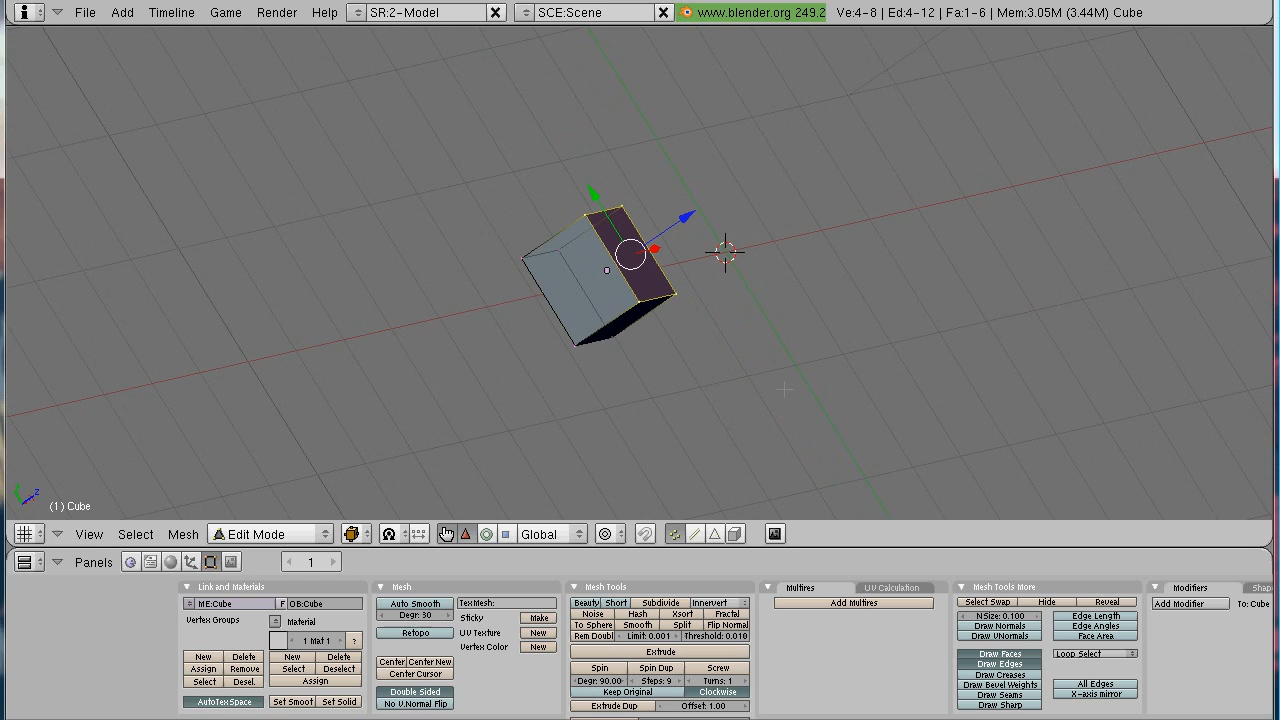 File Add Timeline Game Render Help SR:2-Model SCE:Scene www.blender.org 249.2 Ve:4-8 | Ed:4-12 | Fa:1-6 | Mem:3.05M (3.44M) Cube
z
(1) Cube
View Select Mesh Edit Mode Global
Panels 1
Link and Materials
ME:Cube F OB:Cube
Vertex Groups
Material
1 Mat 1 ?
New Delete New Delete
Assign Remove Select Deselect
Select Desel. Assign
AutoTexSpace Set Smoot Set Solid
Mesh
Auto Smooth TexMesh:
Degr: 30 Sticky Make
Retopo UV Texture New
Vertex Color New
Center Center New
Center Cursor
Double Sided
No V.Normal Flip
Mesh Tools
Beauty Short Subdivide Innervert
Noise Hash Xsort Fractal
To Sphere Smooth Split Flip Normal
Rem Doubl Limit: 0.001 Threshold: 0.010
Extrude
Spin Spin Dup Screw
Degr: 90.00 Steps: 9 Turns: 1
Keep Original Clockwise
Extrude Dup Offset: 1.00
Multires UV Calculation
Add Multires
Mesh Tools More
Select Swap Hide Reveal
NSize: 0.100 Edge Length
Draw Normals Edge Angles
Draw VNormals Face Area
Draw Faces Loop Select
Draw Edges
Draw Creases
Draw Bevel Weights All Edges
Draw Seams X-axis mirror
Draw Sharp
Modifiers Shap
Add Modifier To: Cube